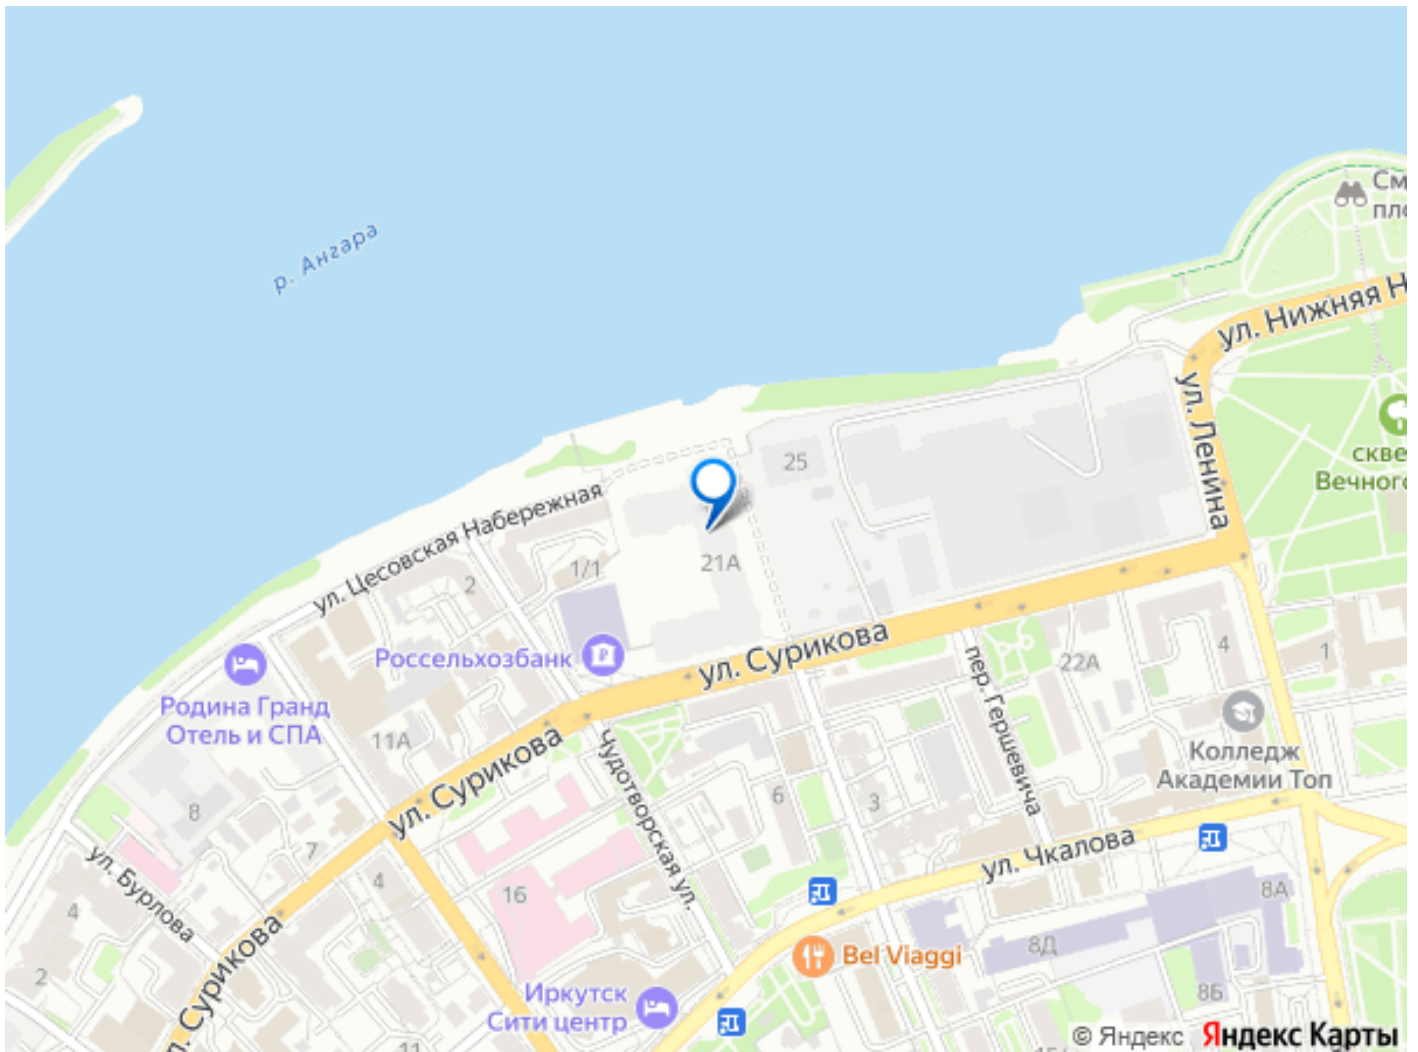 См
пло
р. Ангара
ул. Нижняя Н
ул. Ленина
скве
Вечного
25
ул. Цесовская Набережная
21А
1/1
2
ул. Сурикова
Россельхозбанк
пер. Гершевича
22А
4
1
Родина Гранд
Отель и СПА
11А
Колледж
Академии Топ
ул. Сурикова
Чудотворская ул.
6
3
8
7
ул. Чкалова
ул. Бурлова
4
4
16
8А
л. Сурикова
8Д
Bel Viaggi
2
Иркутск
Сити центр
8Б
11
© Яндекс Яндекс Карты